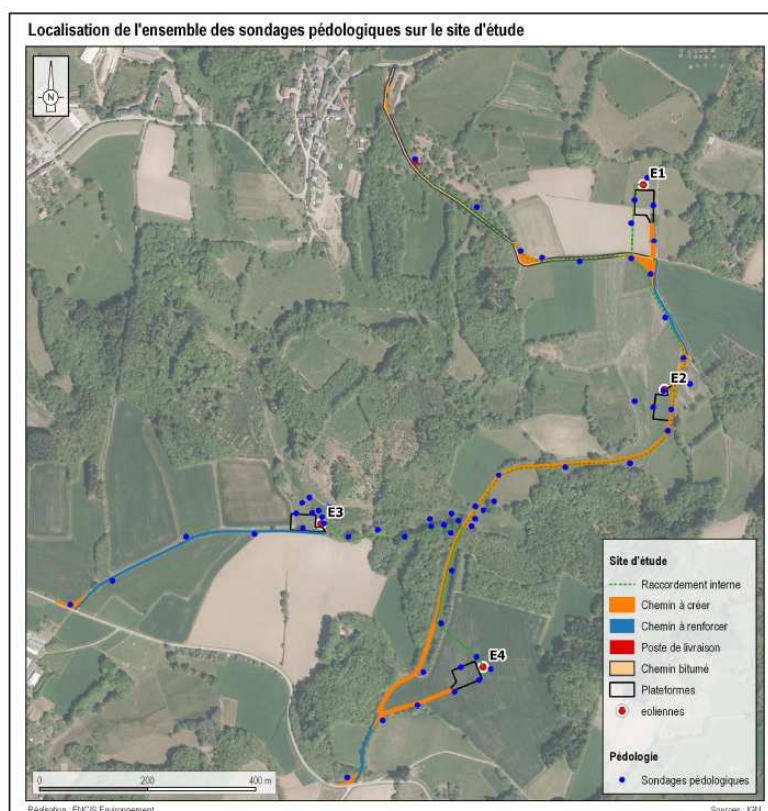 Localisation de l'ensemble des sondages pédologiques sur le site d'étude
N
E1
E2
E3
E4
Site d'étude
Raccordement interne
Chemin à créer
Chemin à renforcer
Poste de livraison
Chemin bitumé
Plateformes
eoliennes
Pédologie
Sondages pédologiques
0 200 400 m
Réalisation : ENCIS Environnement Sources : IGN